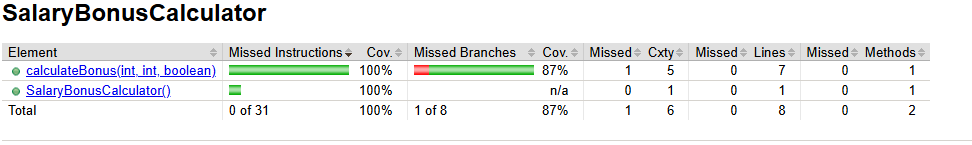 SalaryBonusCalculator
Element Missed Instructions Cov. Missed Branches Cov. Missed Cxty Missed Lines Missed Methods
calculateBonus(int, int, boolean) 100% 87% 1 5 0 7 0 1
SalaryBonusCalculator() 100% n/a 0 1 0 1 0 1
Total 0 of 31 100% 1 of 8 87% 1 6 0 8 0 2